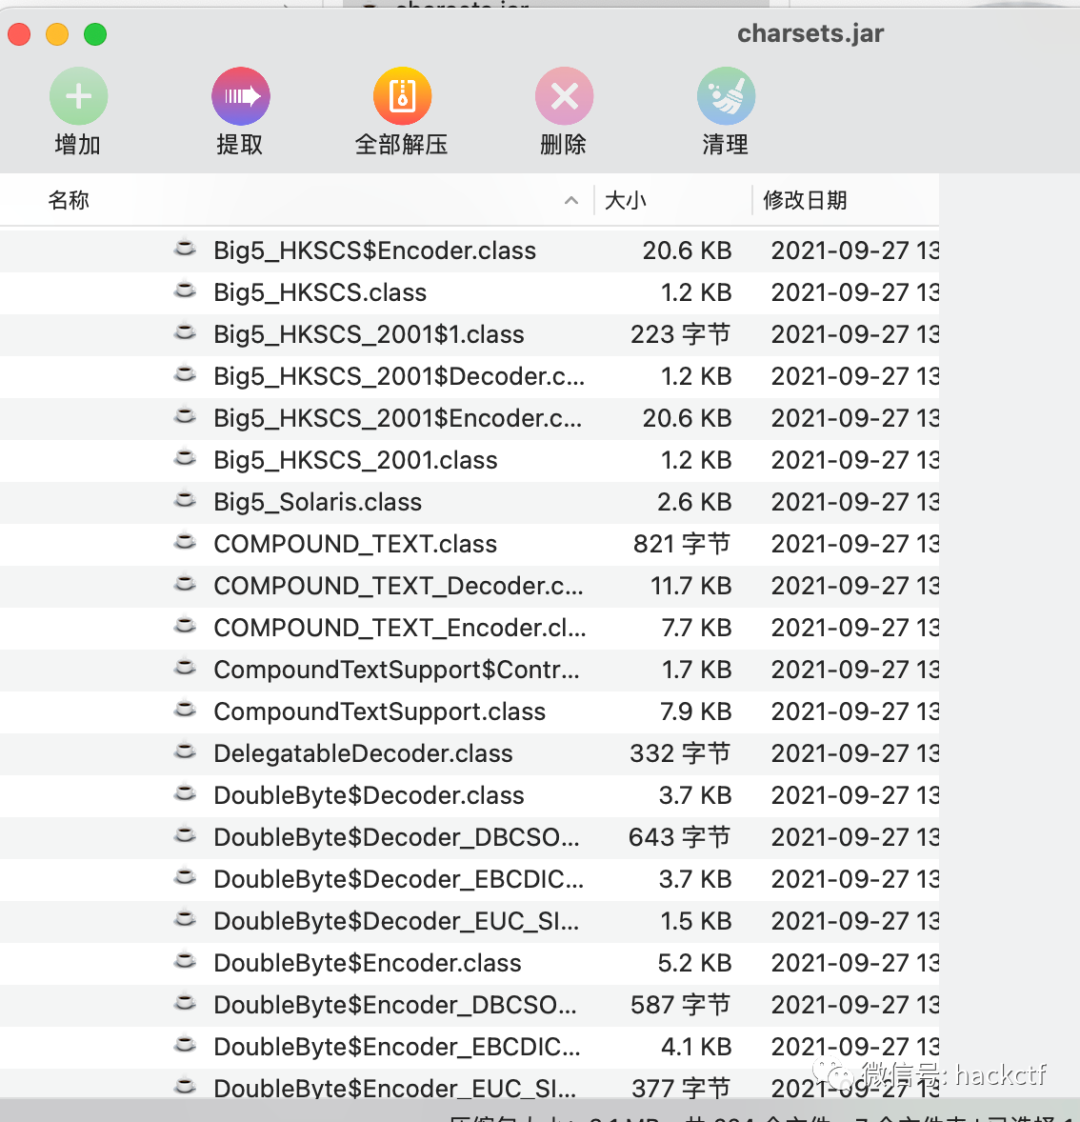 charsets.jar
charsets.jar
增加 提取 全部解压 删除 清理
名称 大小 修改日期
Big5_HKSCS$Encoder.class 20.6 KB 2021-09-27 13
Big5_HKSCS.class 1.2 KB 2021-09-27 13
Big5_HKSCS_2001$1.class 223 字节 2021-09-27 13
Big5_HKSCS_2001$Decoder.c... 1.2 KB 2021-09-27 13
Big5_HKSCS_2001$Encoder.c... 20.6 KB 2021-09-27 13
Big5_HKSCS_2001.class 1.2 KB 2021-09-27 13
Big5_Solaris.class 2.6 KB 2021-09-27 13
COMPOUND_TEXT.class 821 字节 2021-09-27 13
COMPOUND_TEXT_Decoder.c... 11.7 KB 2021-09-27 13
COMPOUND_TEXT_Encoder.cl... 7.7 KB 2021-09-27 13
CompoundTextSupport$Contr... 1.7 KB 2021-09-27 13
CompoundTextSupport.class 7.9 KB 2021-09-27 13
DelegatableDecoder.class 332 字节 2021-09-27 13
DoubleByte$Decoder.class 3.7 KB 2021-09-27 13
DoubleByte$Decoder_DBCSO... 643 字节 2021-09-27 13
DoubleByte$Decoder_EBCDIC... 3.7 KB 2021-09-27 13
DoubleByte$Decoder_EUC_SI... 1.5 KB 2021-09-27 13
DoubleByte$Encoder.class 5.2 KB 2021-09-27 13
DoubleByte$Encoder_DBCSO... 587 字节 2021-09-27 13
DoubleByte$Encoder_EBCDIC... 4.1 KB 2021-09-27 13
DoubleByte$Encoder_EUC_SI... 377 字节 2021-09-27 13
微信号: hackctf